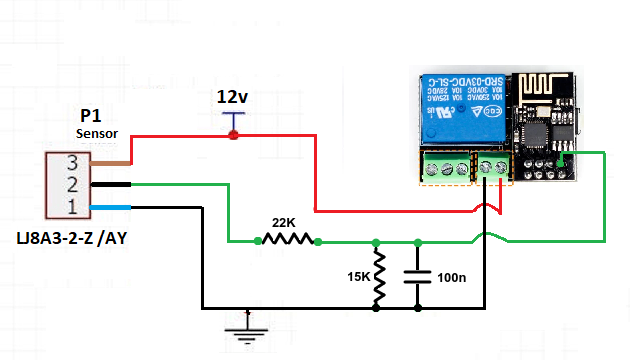 12v
P1
Sensor
3
2
1
LJ8A3-2-Z /AY
22K
15K
100n
SRD-03VDC-SL-C
10A 250VAC 10A 125VAC
10A 30VDC 10A 28VDC